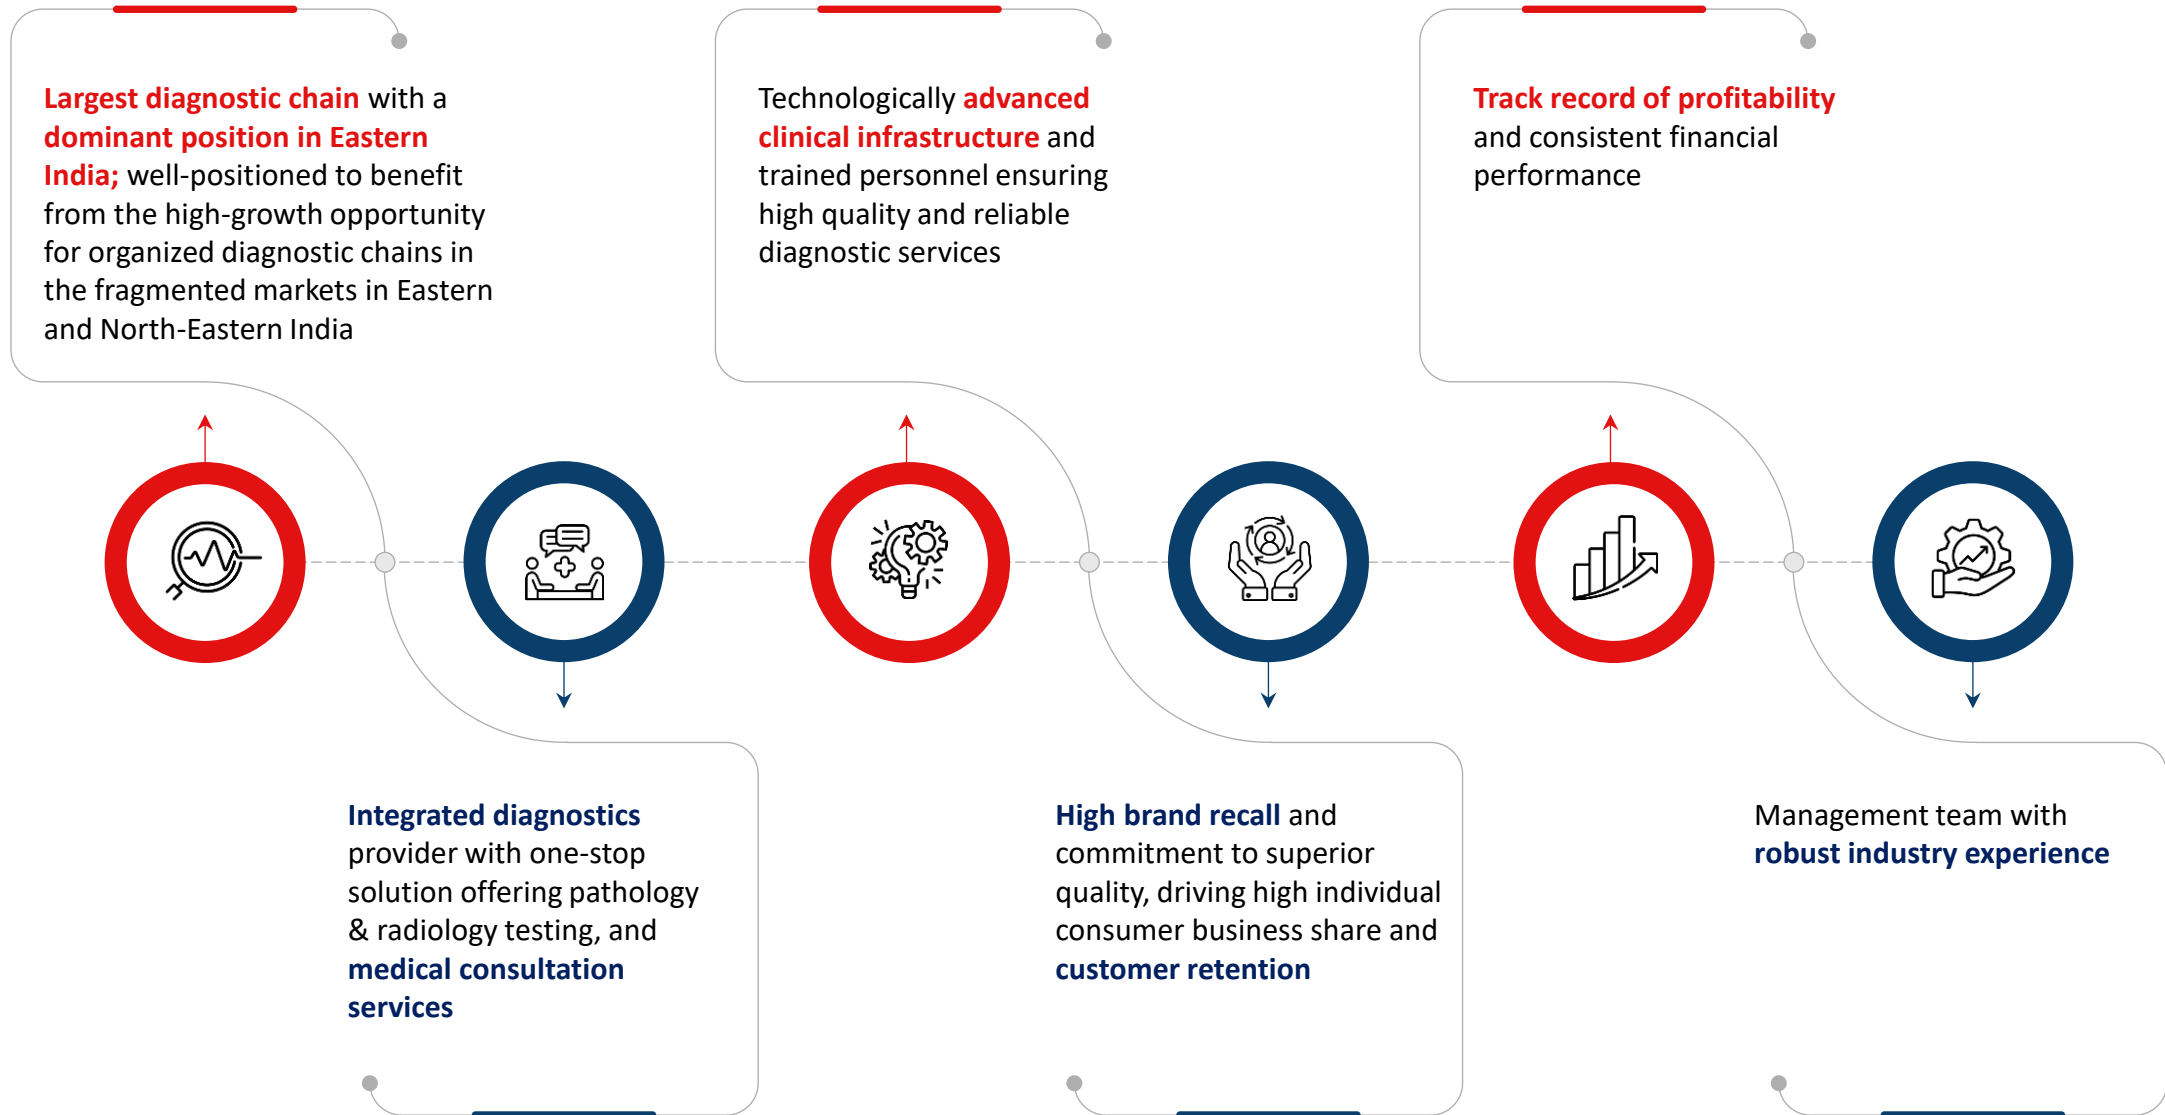 Largest diagnostic chain with a
dominant position in Eastern
India; well-positioned to benefit
from the high-growth opportunity
for organized diagnostic chains in
the fragmented markets in Eastern
and North-Eastern India
Technologically advanced
clinical infrastructure and
trained personnel ensuring
high quality and reliable
diagnostic services
Track record of profitability
and consistent financial
performance
Integrated diagnostics
provider with one-stop
solution offering pathology
& radiology testing, and
medical consultation
services
High brand recall and
commitment to superior
quality, driving high individual
consumer business share and
customer retention
Management team with
robust industry experience